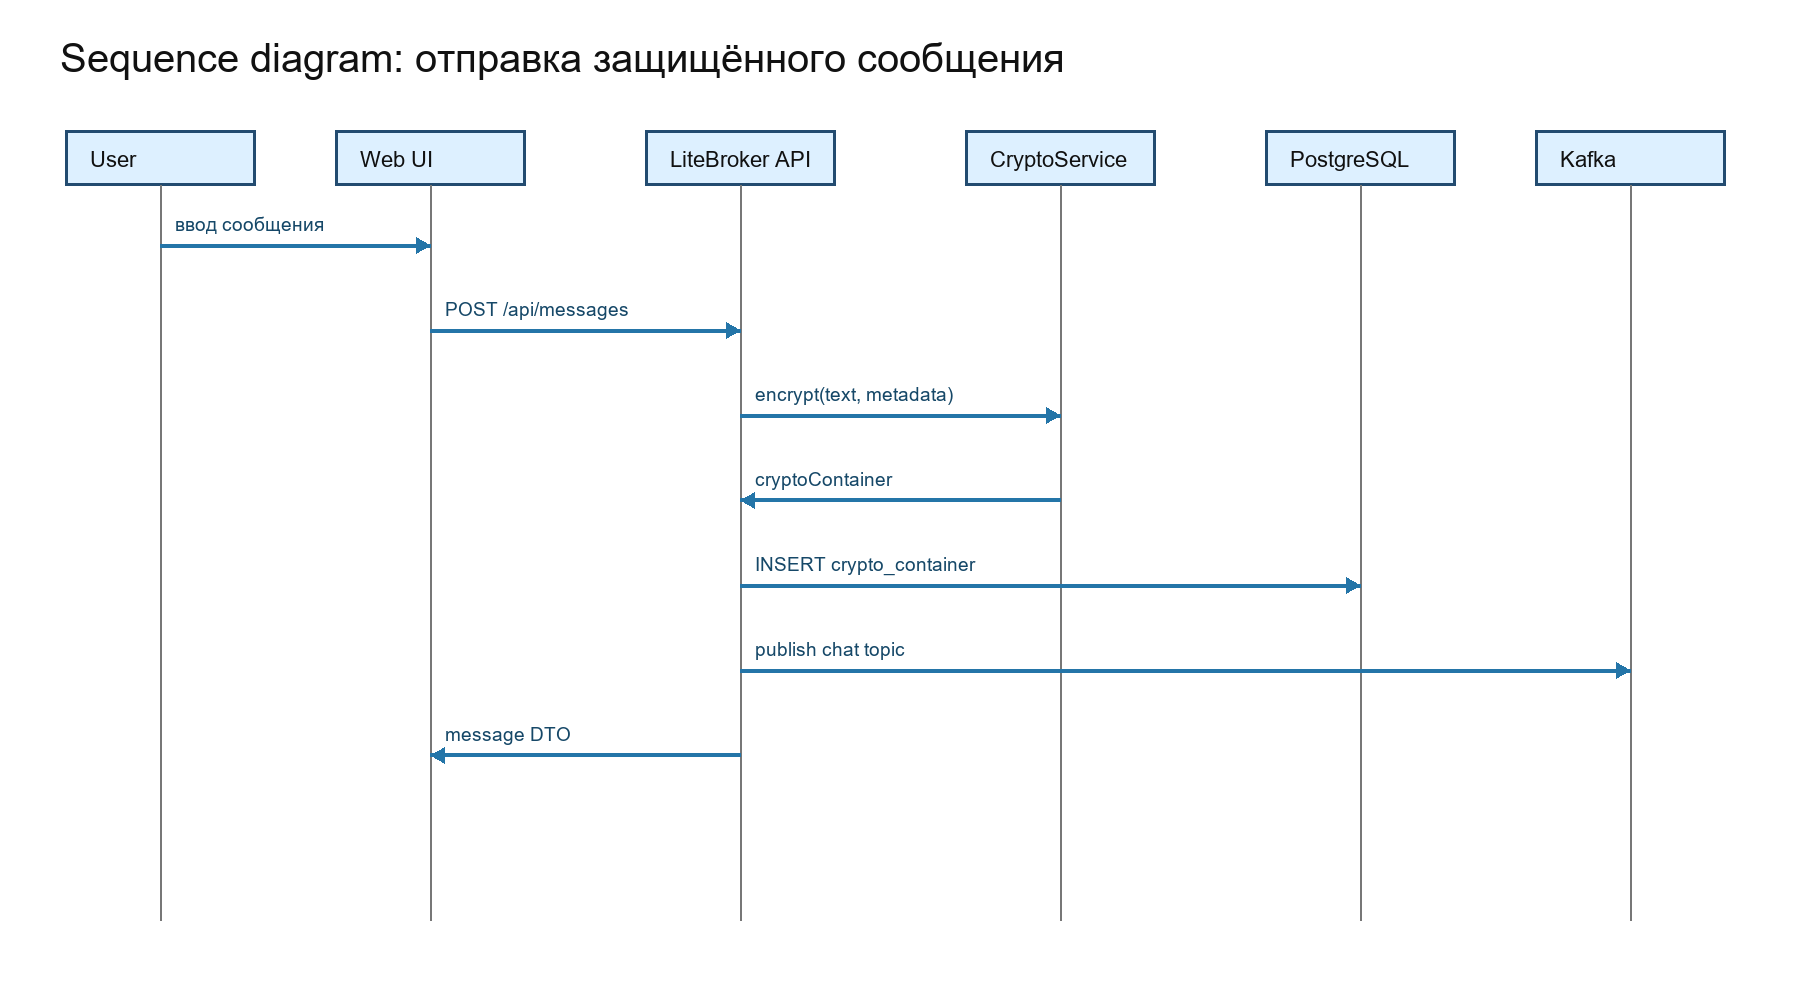 Sequence diagram: отправка защищённого сообщения
User
Web UI
LiteBroker API
CryptoService
PostgreSQL
Kafka
ввод сообщения
POST /api/messages
encrypt(text, metadata)
cryptoContainer
INSERT crypto_container
publish chat topic
message DTO